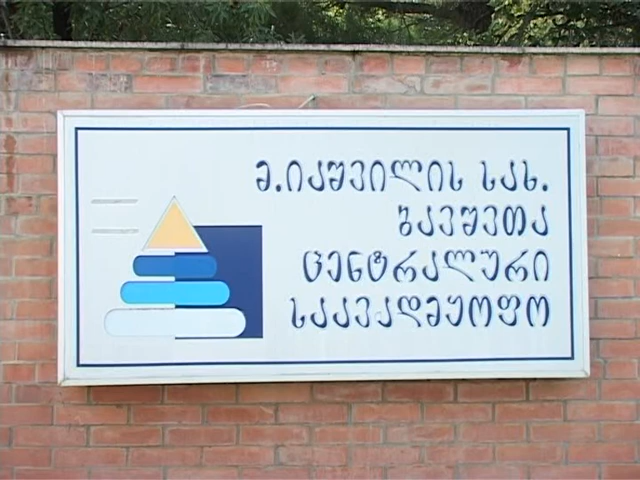 მ.იაშვილის სახ.
ბავშვთა
ცენტრალური
საავადმყოფო